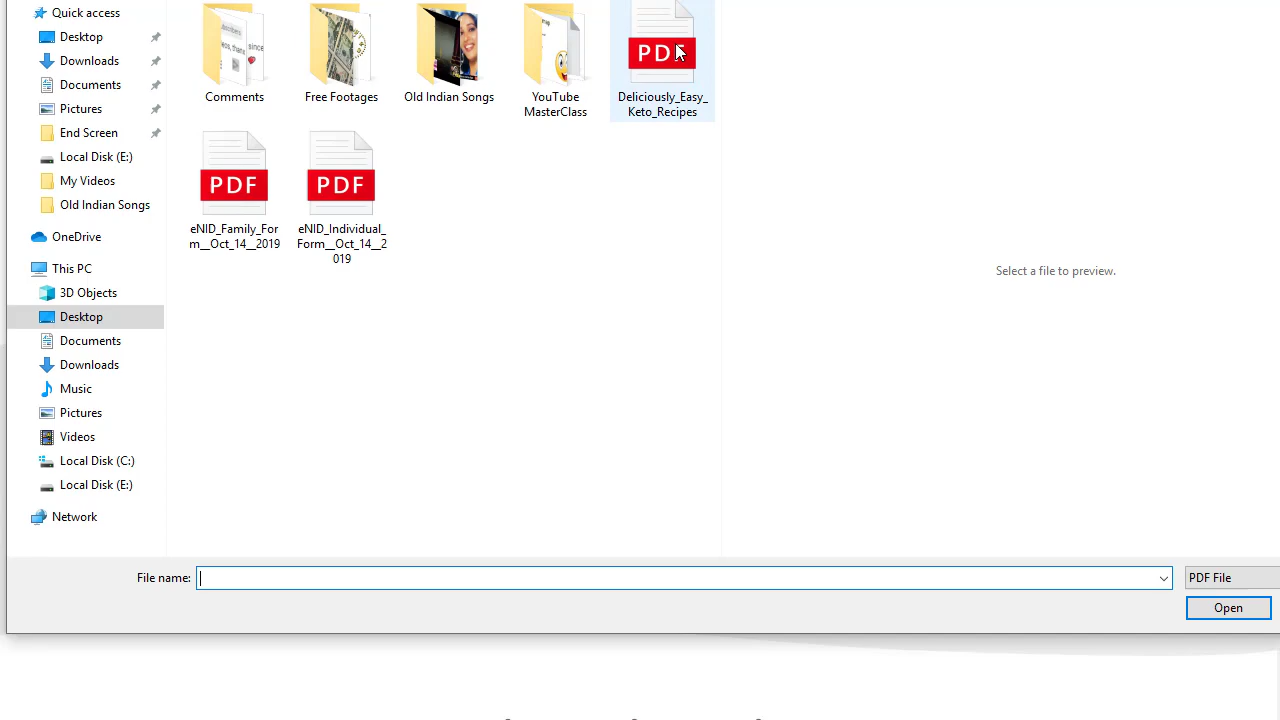 Quick access
Desktop
Downloads
Documents
Pictures
End Screen
Local Disk (E:)
My Videos
Old Indian Songs
OneDrive
This PC
3D Objects
Desktop
Documents
Downloads
Music
Pictures
Videos
Local Disk (C:)
Local Disk (E:)
Network
Comments
Free Footages
Old Indian Songs
YouTube
MasterClass
PDF
Deliciously_Easy_
Keto_Recipes
PDF
eNID_Family_For
m__Oct_14__2019
PDF
eNID_Individual_
Form__Oct_14__2
019
Select a file to preview.
File name:
PDF File
Open